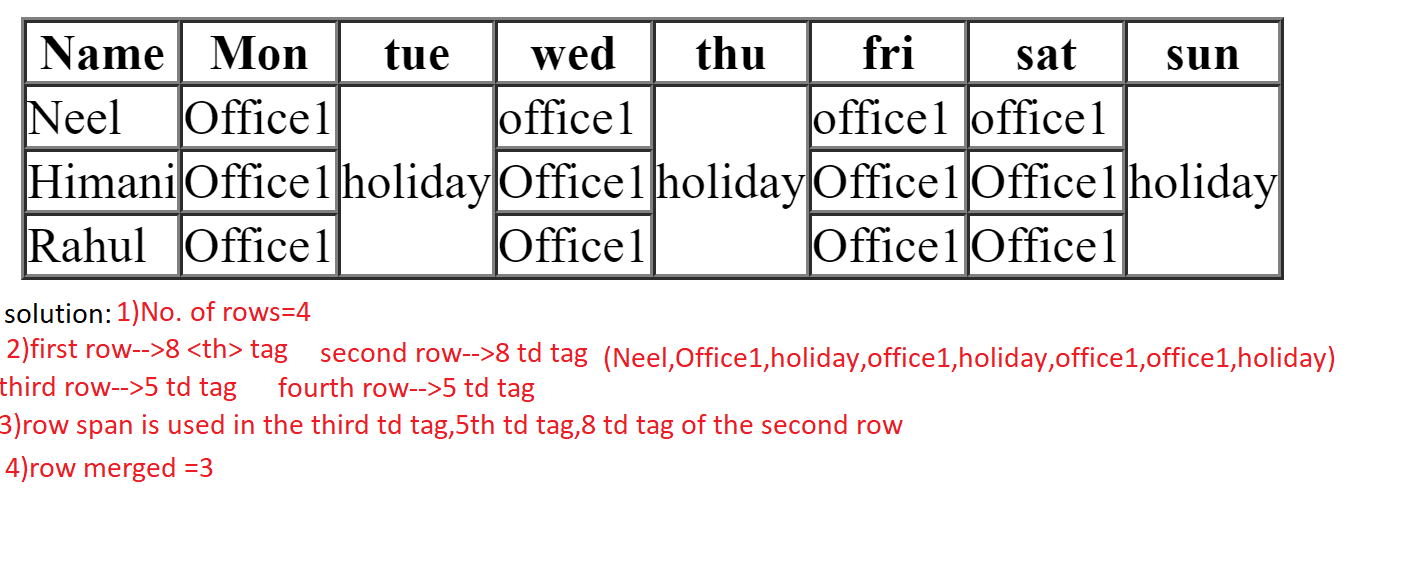 Name Mon tue wed thu fri sat sun
Neel Office1 holiday office1 holiday office1 office1 holiday
Himani Office1 Office1 Office1 Office1
Rahul Office1 Office1 Office1 Office1
solution: 1)No. of rows=4
2)first row-->8 <th> tag second row-->8 td tag (Neel,Office1,holiday,office1,holiday,office1,office1,holiday)
third row-->5 td tag fourth row-->5 td tag
3)row span is used in the third td tag,5th td tag,8 td tag of the second row
4)row merged =3